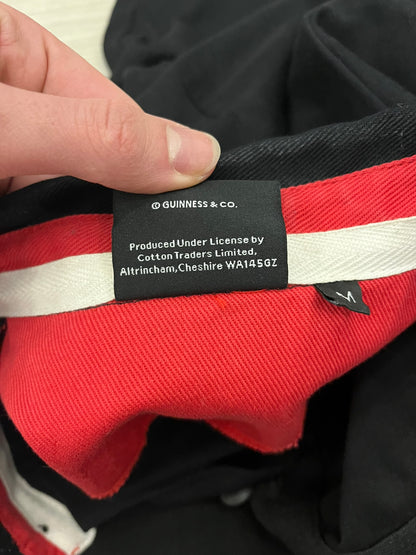 © GUINNESS & CO.
Produced Under License by
Cotton Traders Limited,
Altrincham,Cheshire WA145GZ
M